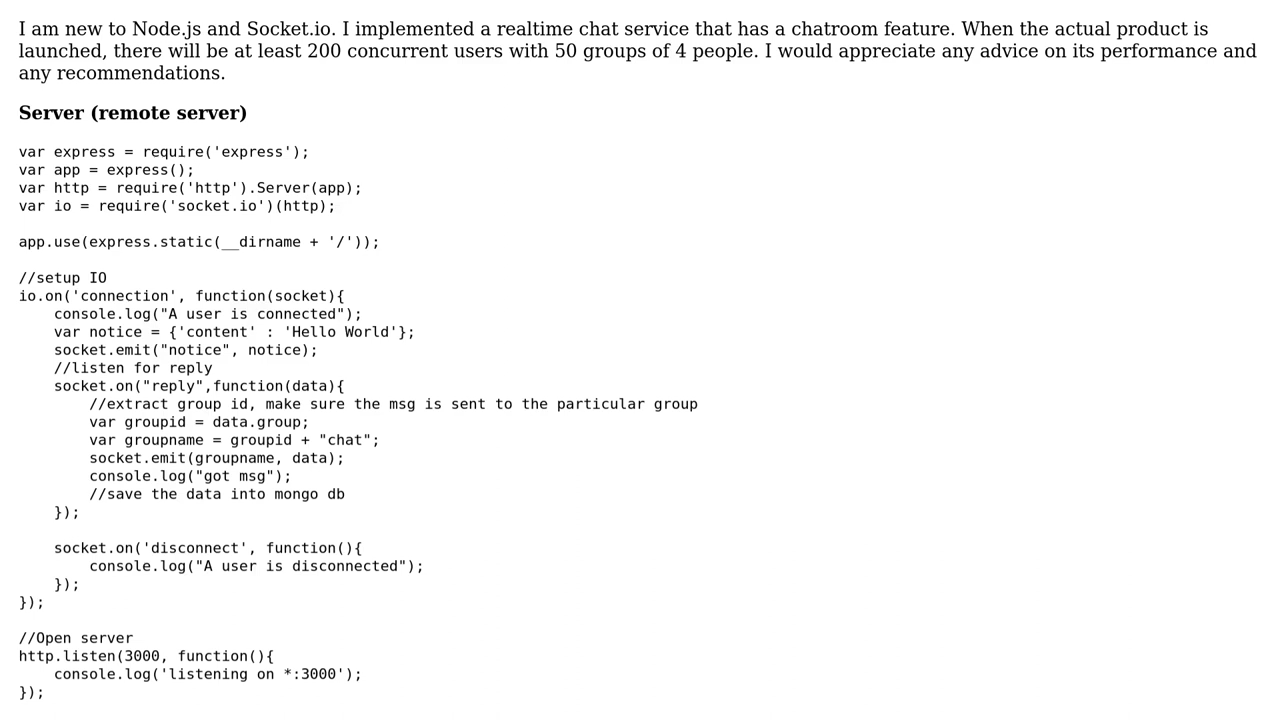 I am new to Node.js and Socket.io. I implemented a realtime chat service that has a chatroom feature. When the actual product is
launched, there will be at least 200 concurrent users with 50 groups of 4 people. I would appreciate any advice on its performance and
any recommendations.
Server (remote server)
var express = require('express');
var app = express();
var http = require('http').Server(app);
var io = require('socket.io')(http);
app.use(express.static(__dirname + '/'));
//setup IO
io.on('connection', function(socket){
    console.log("A user is connected");
    var notice = {'content' : 'Hello World'};
    socket.emit("notice", notice);
    //listen for reply
    socket.on("reply",function(data){
        //extract group id, make sure the msg is sent to the particular group
        var groupid = data.group;
        var groupname = groupid + "chat";
        socket.emit(groupname, data);
        console.log("got msg");
        //save the data into mongo db
    });
    socket.on('disconnect', function(){
        console.log("A user is disconnected");
    });
});
//Open server
http.listen(3000, function(){
    console.log('listening on *:3000');
});